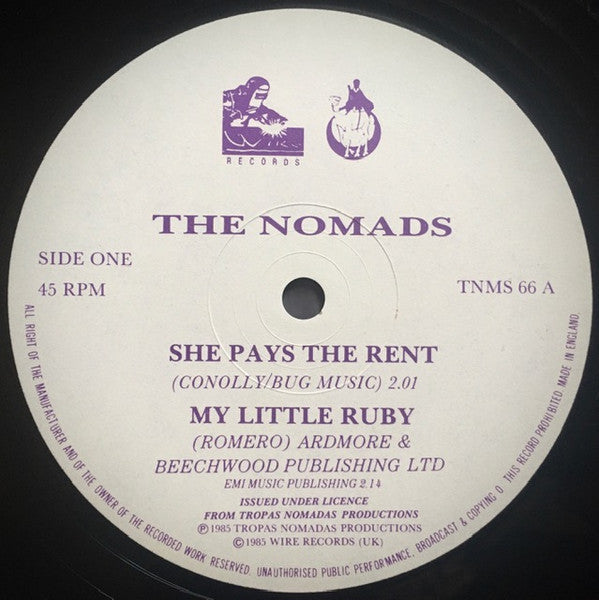 WIRE
RECORDS
THE NOMADS
SIDE ONE
45 RPM
TNMS 66 A
SHE PAYS THE RENT
(CONOLLY/BUG MUSIC) 2.01
MY LITTLE RUBY
(ROMERO) ARDMORE &
BEECHWOOD PUBLISHING LTD
EMI MUSIC PUBLISHING 2.14
ISSUED UNDER LICENCE
FROM TROPAS NOMADAS PRODUCTIONS
Ⓟ1985 TROPAS NOMADAS PRODUCTIONS
©1985 WIRE RECORDS (UK)
ALL RIGHT OF THE MANUFACTURER AND OF THE OWNER OF THE RECORDED WORK RESERVED. UNAUTHORISED PUBLIC PERFORMANCE, BROADCAST & COPYING O THIS RECORD PROHIBITED. MADE IN ENGLAND.